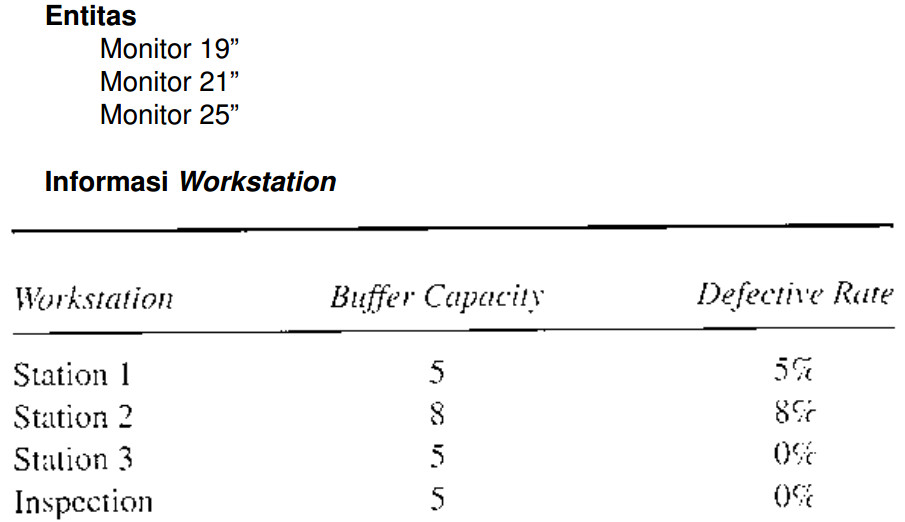 Entitas
Monitor 19”
Monitor 21”
Monitor 25”
Informasi Workstation
Workstation Buffer Capacity Defective Rate
Station 1 5 5%
Station 2 8 8%
Station 3 5 0%
Inspection 5 0%